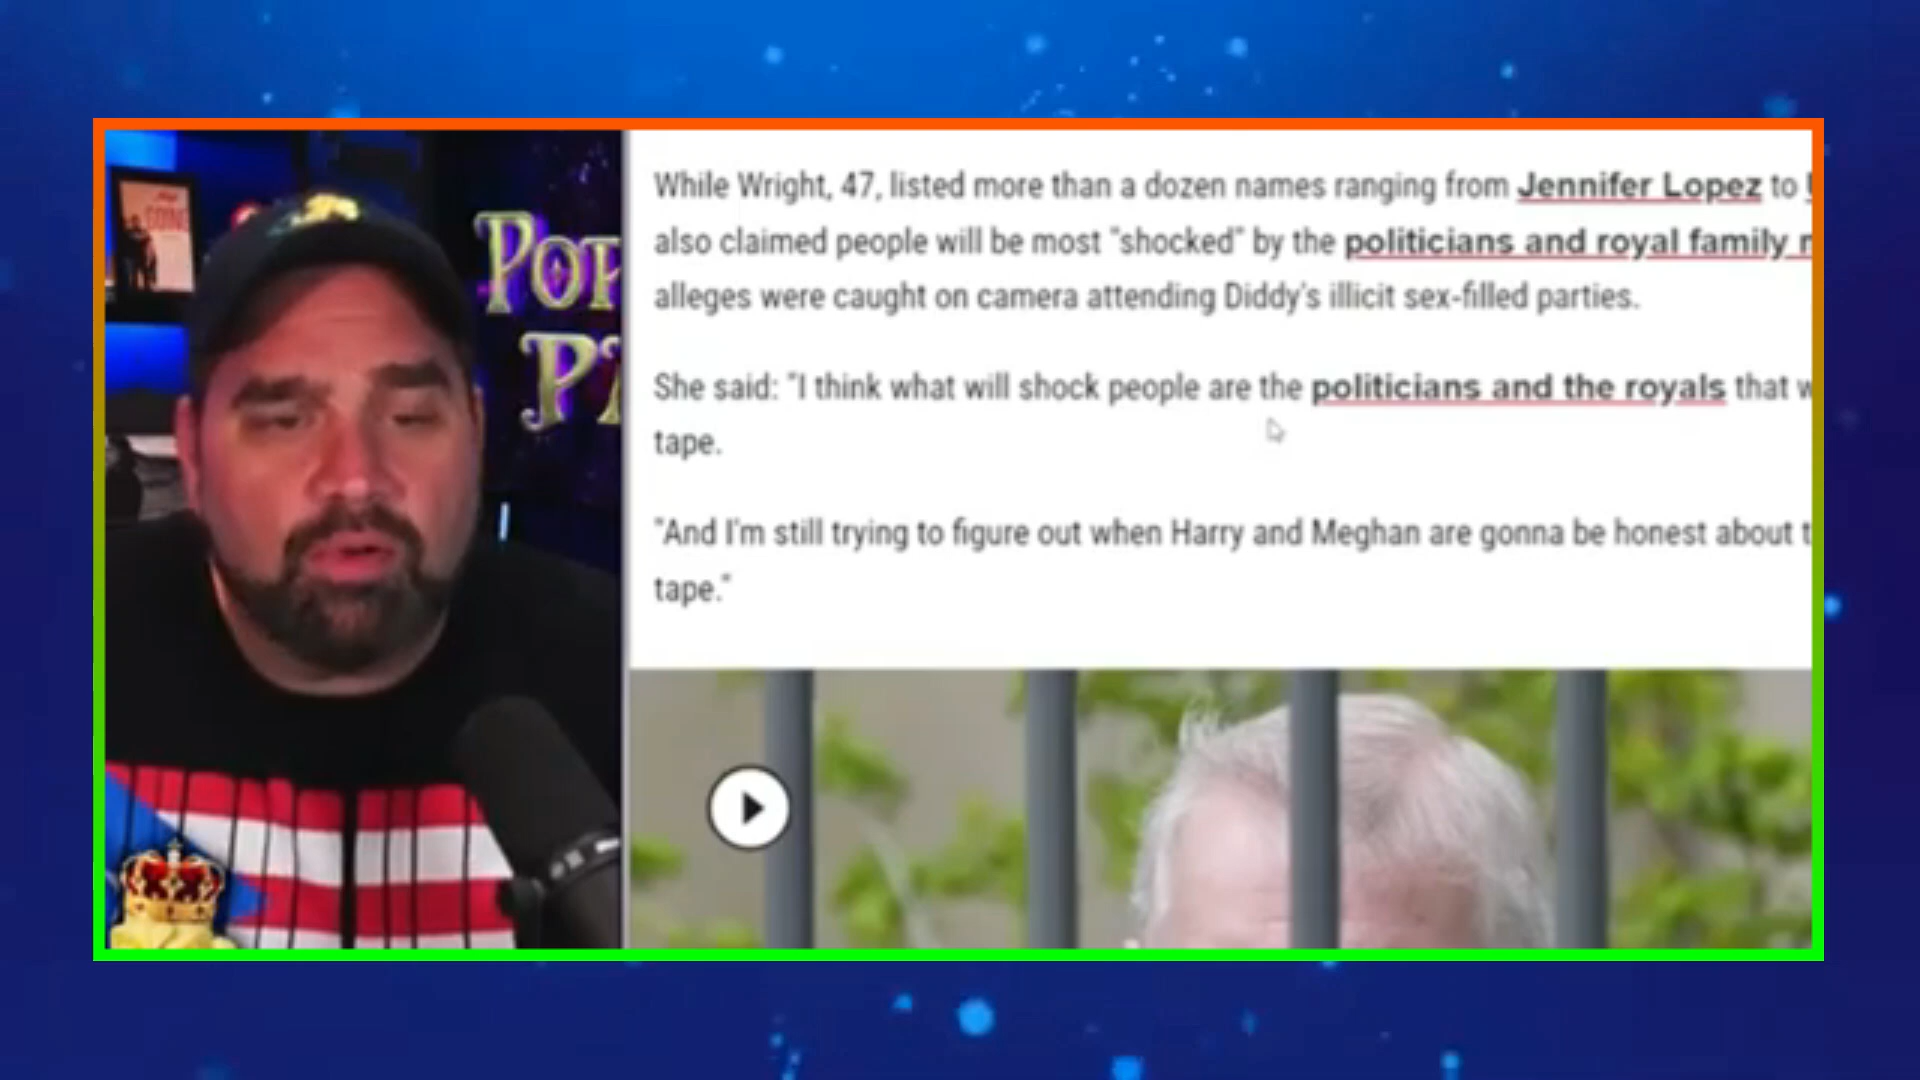 While Wright, 47, listed more than a dozen names ranging from Jennifer Lopez to
also claimed people will be most "shocked" by the politicians and royal family
alleges were caught on camera attending Diddy's illicit sex-filled parties.
She said: "I think what will shock people are the politicians and the royals that
tape.
"And I'm still trying to figure out when Harry and Meghan are gonna be honest about
tape."